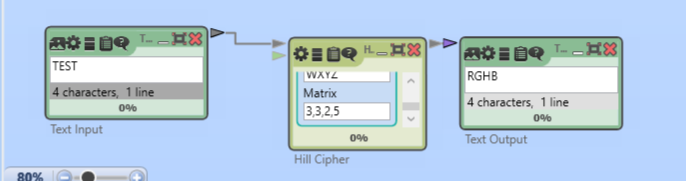 T...
TEST
4 characters, 1 line
0%
Text Input
H...
WXYZ
Matrix
3,3,2,5
0%
Hill Cipher
T...
RGHB
4 characters, 1 line
0%
Text Output
80%